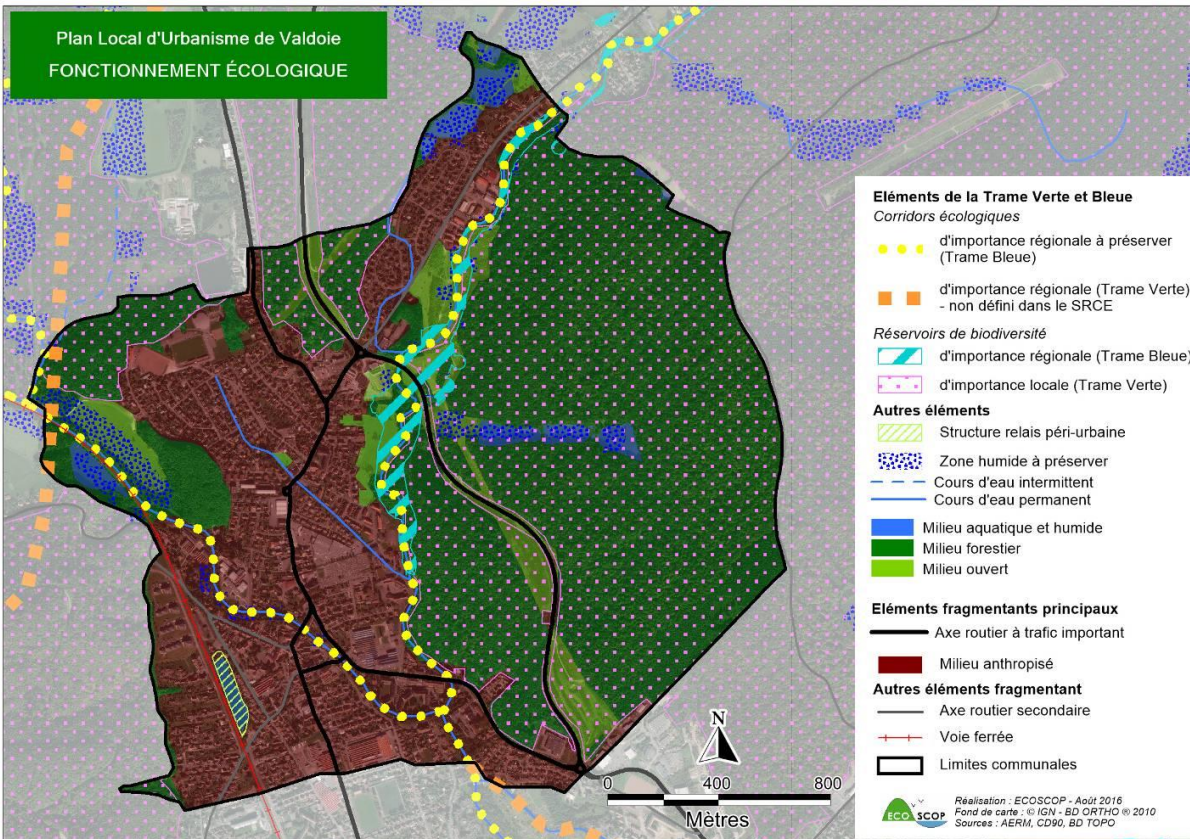 Plan Local d'Urbanisme de Valdoie
FONCTIONNEMENT ÉCOLOGIQUE
Eléments de la Trame Verte et Bleue
Corridors écologiques
d'importance régionale à préserver
(Trame Bleue)
d'importance régionale (Trame Verte)
- non défini dans le SRCE
Réservoirs de biodiversité
d'importance régionale (Trame Bleue)
d'importance locale (Trame Verte)
Autres éléments
Structure relais péri-urbaine
Zone humide à préserver
Cours d'eau intermittent
Cours d'eau permanent
Milieu aquatique et humide
Milieu forestier
Milieu ouvert
Eléments fragmentants principaux
Axe routier à trafic important
Milieu anthropisé
Autres éléments fragmentant
Axe routier secondaire
Voie ferrée
Limites communales
N
0 400 800
Mètres
ECO SCOP
Réalisation : ECOSCOP - Août 2016
Fond de carte : © IGN - BD ORTHO ® 2010
Sources : AERM, CD90, BD TOPO